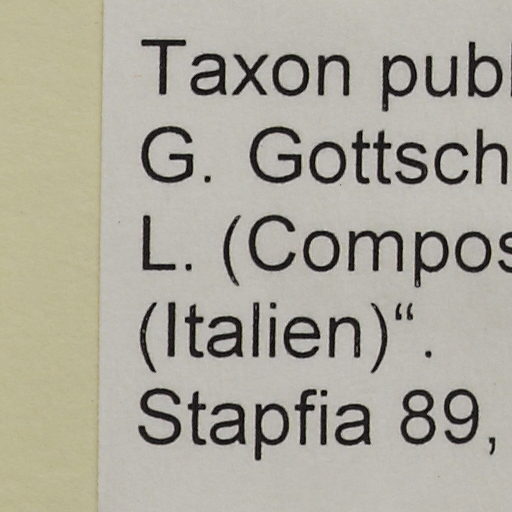 Taxon publ
G. Gottsch
L. (Compos
(Italien)“.
Stapfia 89,